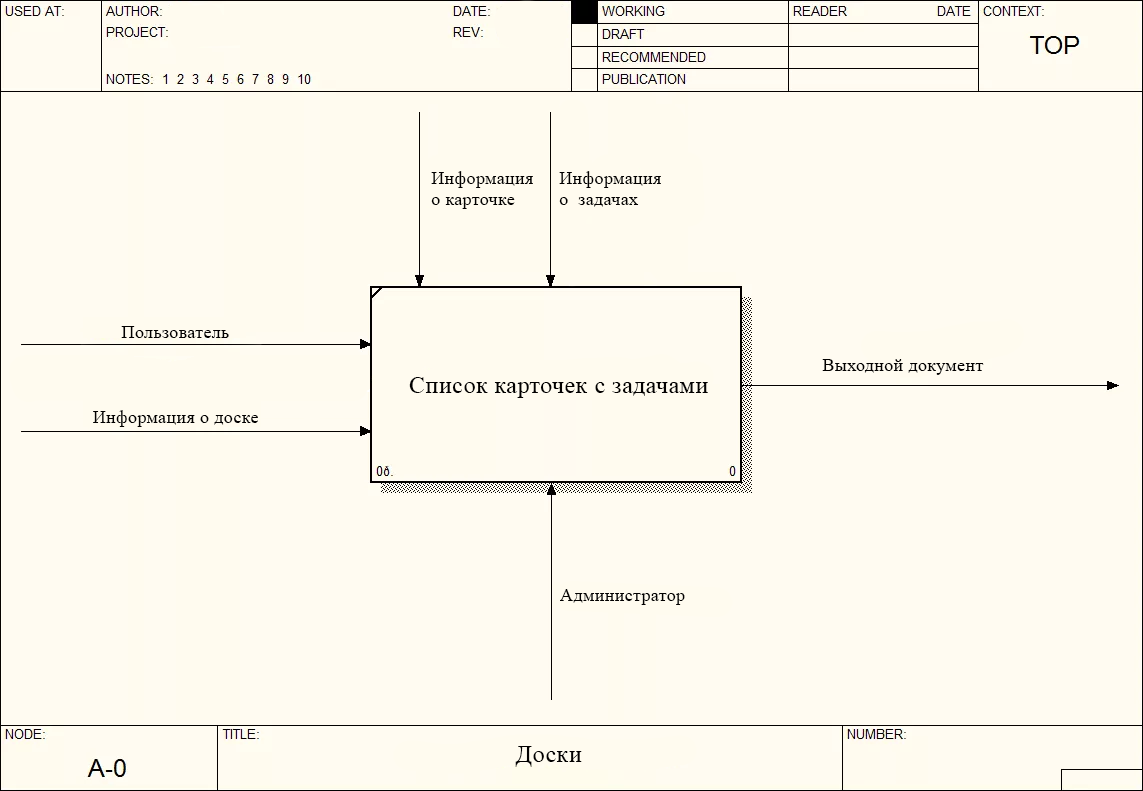 USED AT:
AUTHOR:
DATE:
WORKING
READER
DATE
CONTEXT:
PROJECT:
REV:
DRAFT
TOP
RECOMMENDED
NOTES: 1 2 3 4 5 6 7 8 9 10
PUBLICATION
Информация
о карточке
Информация
о задачах
Пользователь
Информация о доске
Список карточек с задачами
0р.
0
Выходной документ
Администратор
NODE:
A-0
TITLE:
Доски
NUMBER: